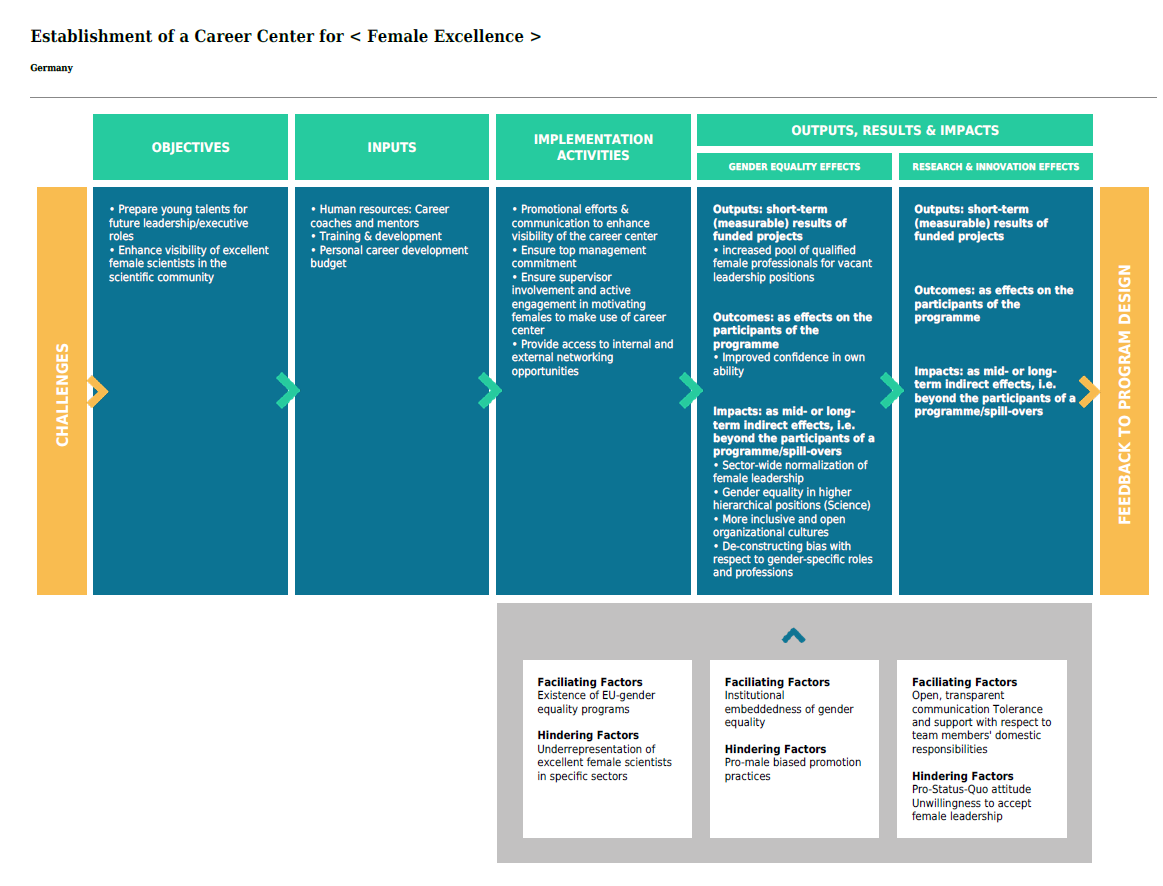 Establishment of a Career Center for < Female Excellence >
Germany
OBJECTIVES
INPUTS
IMPLEMENTATION
ACTIVITIES
OUTPUTS, RESULTS & IMPACTS
GENDER EQUALITY EFFECTS
RESEARCH & INNOVATION EFFECTS
CHALLENGES
• Prepare young talents for
future leadership/executive
roles
• Enhance visibility of excellent
female scientists in the
scientific community
• Human resources: Career
coaches and mentors
• Training & development
• Personal career development
budget
• Promotional efforts &
communication to enhance
visibility of the career center
• Ensure top management
commitment
• Ensure supervisor
involvement and active
engagement in motivating
females to make use of career
center
• Provide access to internal and
external networking
opportunities
Outputs: short-term
(measurable) results of
funded projects
• increased pool of qualified
female professionals for vacant
leadership positions
Outcomes: as effects on the
participants of the
programme
• Improved confidence in own
ability
Impacts: as mid- or long-
term indirect effects, i.e.
beyond the participants of a
programme/spill-overs
• Sector-wide normalization of
female leadership
• Gender equality in higher
hierarchical positions (Science)
• More inclusive and open
organizational cultures
• De-constructing bias with
respect to gender-specific roles
and professions
Outputs: short-term
(measurable) results of
funded projects
Outcomes: as effects on the
participants of the
programme
Impacts: as mid- or long-
term indirect effects, i.e.
beyond the participants of a
programme/spill-overs
FEEDBACK TO PROGRAM DESIGN
Faciliating Factors
Existence of EU-gender
equality programs
Hindering Factors
Underrepresentation of
excellent female scientists
in specific sectors
Faciliating Factors
Institutional
embeddedness of gender
equality
Hindering Factors
Pro-male biased promotion
practices
Faciliating Factors
Open, transparent
communication Tolerance
and support with respect to
team members' domestic
responsibilities
Hindering Factors
Pro-Status-Quo attitude
Unwillingness to accept
female leadership